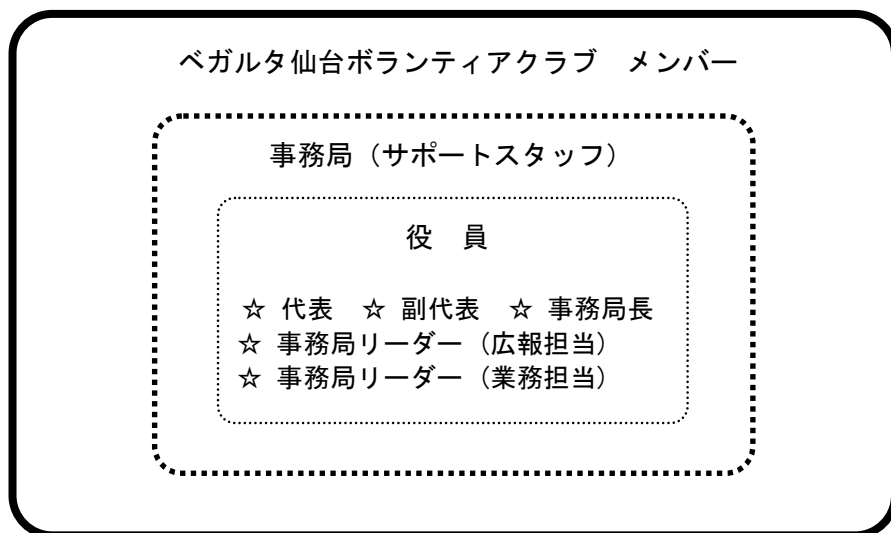 ベガルタ仙台ボランティアクラブ　メンバー
事務局（サポートスタッフ）
役　員
☆ 代表　☆ 副代表　☆ 事務局長
☆ 事務局リーダー（広報担当）
☆ 事務局リーダー（業務担当）